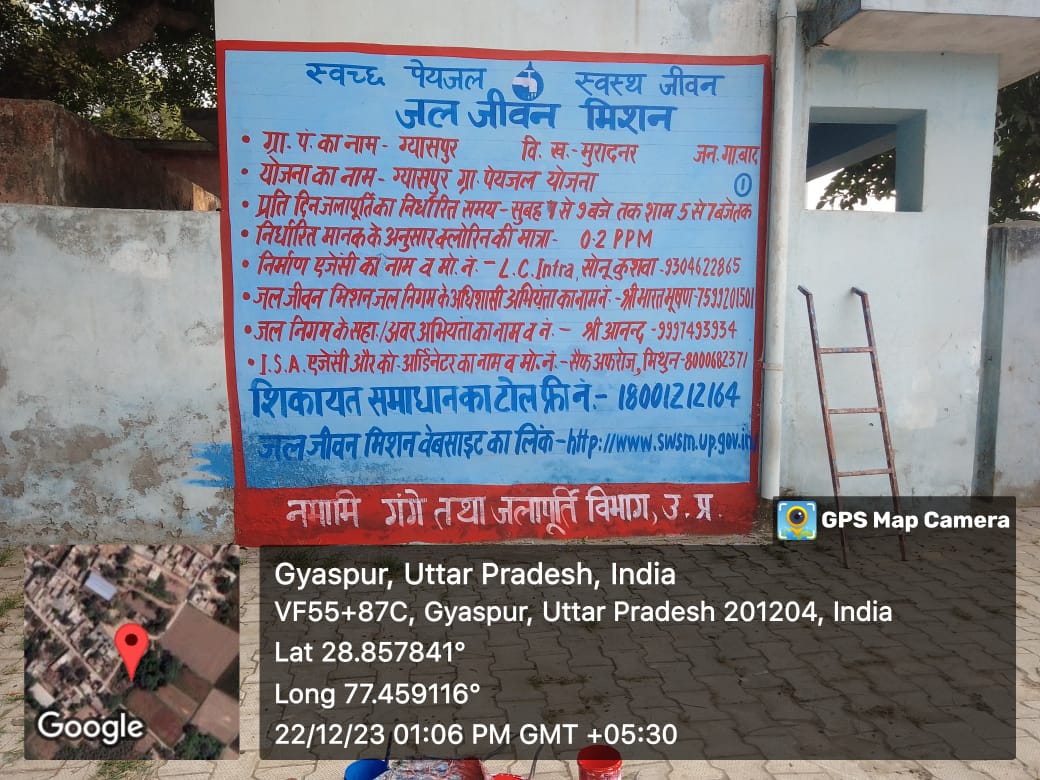 स्वच्छ पेयजल स्वस्थ जीवन
जल जीवन मिशन
• ग्रा. पं. का नाम - ग्यासपुर वि. ख.- मुरादनर जन. गा.बाद
• योजना का नाम - ग्यासपुर ग्रा. पेयजल योजना ①
• प्रति दिन जलापूर्ति का निर्धारित समय - सुबह से 9 बजे तक शाम 5 से 7 बजे तक
• निर्धारित मानक के अनुसार क्लोरिन की मात्रा - 0.2 PPM
• निर्माण एजेंसी का नाम व मो. नं. - L.C. Infra, सोनू कुशवा - 9304622865
• जल जीवन मिशन जल निगम के अधिशासी अभियंता का नाम नं. - श्री भारत भूषण - 7599201501
• जल निगम के सहा./अवर अभियंता का नाम व नं. - श्री आनन्द - 9997493934
• I.S.A. एजेंसी और को. आर्डिनेटर का नाम व मो. नं. - सैफ अफरोज, मिथुन - 8000682371
शिकायत समाधान का टोल फ्री नं.- 18001212164
जल जीवन मिशन वेबसाइट का लिंक - http://www.swsm.up.gov.in
नमामि गंगे तथा जलापूर्ति विभाग, उ. प्र.
GPS Map Camera
Gyaspur, Uttar Pradesh, India
VF55+87C, Gyaspur, Uttar Pradesh 201204, India
Lat 28.857841°
Long 77.459116°
22/12/23 01:06 PM GMT +05:30
Google